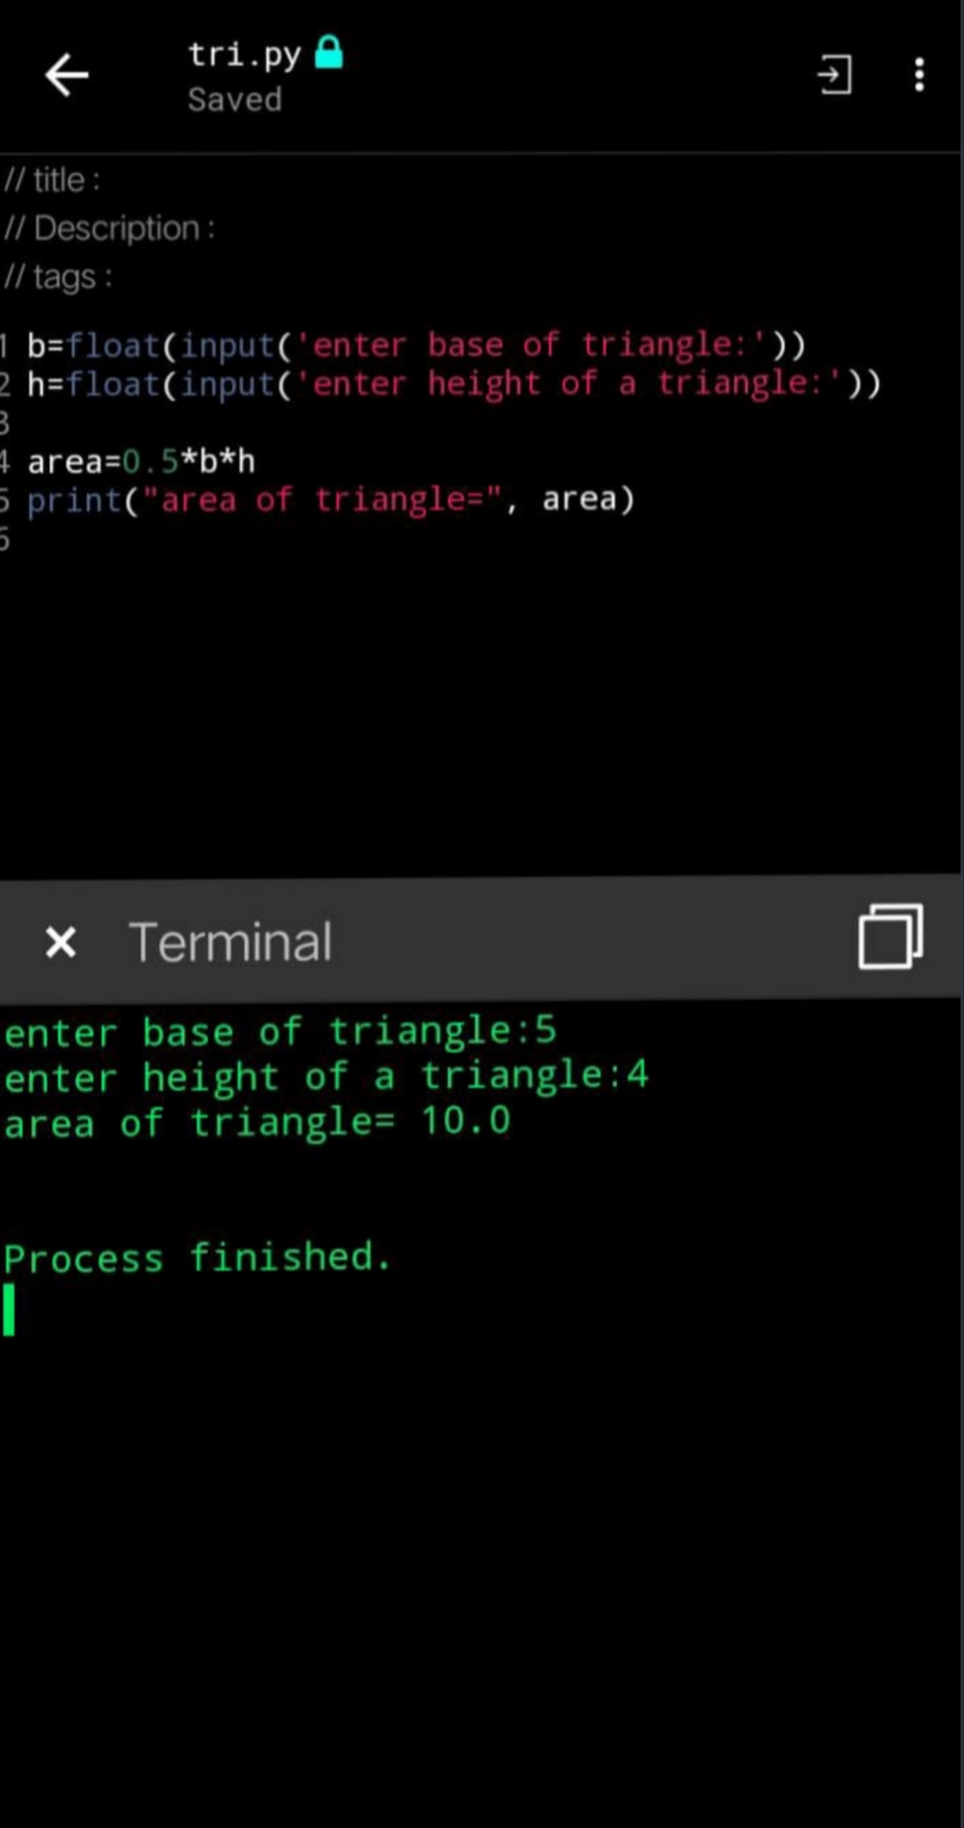 tri.py
Saved
// title :
// Description :
// tags :
1 b=float(input('enter base of triangle:'))
2 h=float(input('enter height of a triangle:'))
3
4 area=0.5*b*h
5 print("area of triangle=", area)
6
Terminal
enter base of triangle:5
enter height of a triangle:4
area of triangle= 10.0
Process finished.